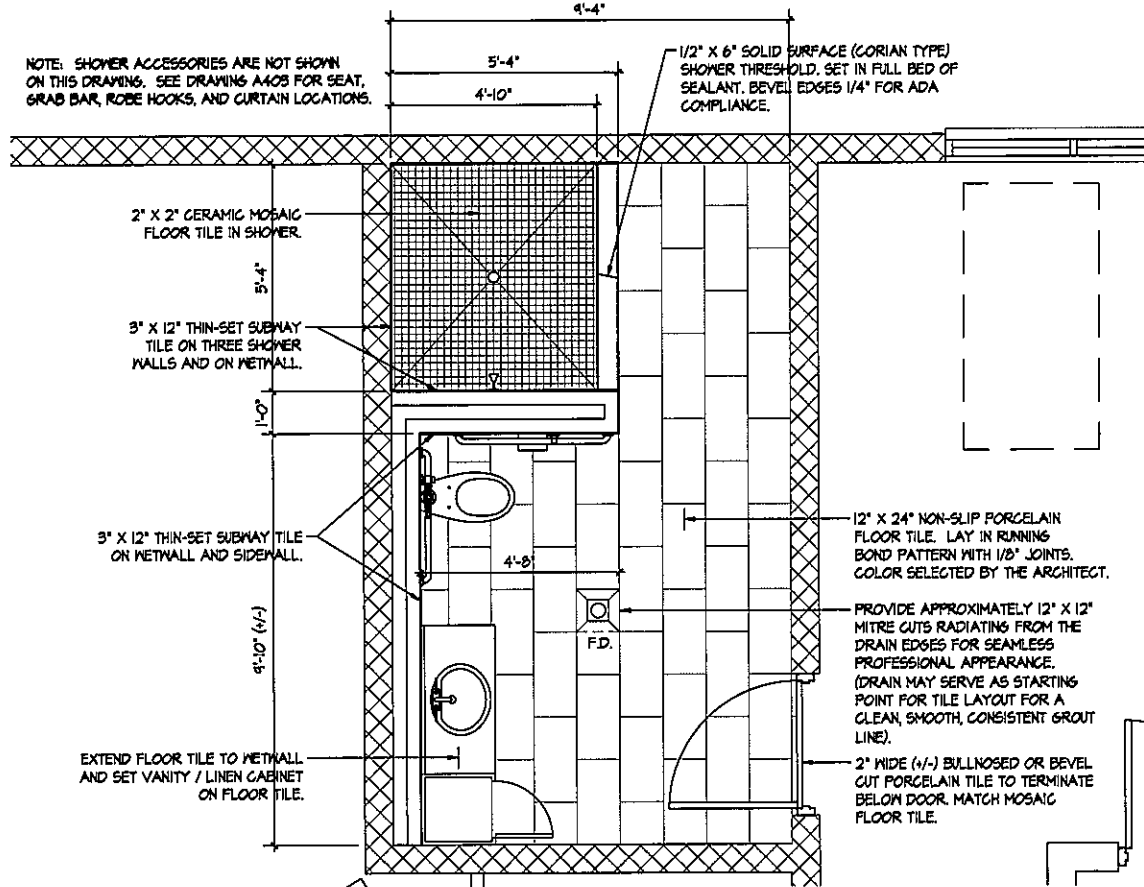 9'-4"
NOTE: SHOWER ACCESSORIES ARE NOT SHOWN
ON THIS DRAWING. SEE DRAWING A403 FOR SEAT,
GRAB BAR, ROBE HOOKS, AND CURTAIN LOCATIONS.
5'-4"
4'-10"
1/2" X 6" SOLID SURFACE (CORIAN TYPE)
SHOWER THRESHOLD. SET IN FULL BED OF
SEALANT. BEVEL EDGES 1/4" FOR ADA
COMPLIANCE.
2" X 2" CERAMIC MOSAIC
FLOOR TILE IN SHOWER.
5'-4"
3" X 12" THIN-SET SUBWAY
TILE ON THREE SHOWER
WALLS AND ON WETWALL.
1'-0"
3" X 12" THIN-SET SUBWAY TILE
ON WETWALL AND SIDEWALL.
9'-10" (+/-)
4'-8"
F.D.
12" X 24" NON-SLIP PORCELAIN
FLOOR TILE. LAY IN RUNNING
BOND PATTERN WITH 1/8" JOINTS.
COLOR SELECTED BY THE ARCHITECT.
PROVIDE APPROXIMATELY 12" X 12"
MITRE CUTS RADIATING FROM THE
DRAIN EDGES FOR SEAMLESS
PROFESSIONAL APPEARANCE.
(DRAIN MAY SERVE AS STARTING
POINT FOR TILE LAYOUT FOR A
CLEAN, SMOOTH, CONSISTENT GROUT
LINE).
EXTEND FLOOR TILE TO WETWALL
AND SET VANITY / LINEN CABINET
ON FLOOR TILE.
2" WIDE (+/-) BULLNOSED OR BEVEL
CUT PORCELAIN TILE TO TERMINATE
BELOW DOOR. MATCH MOSAIC
FLOOR TILE.